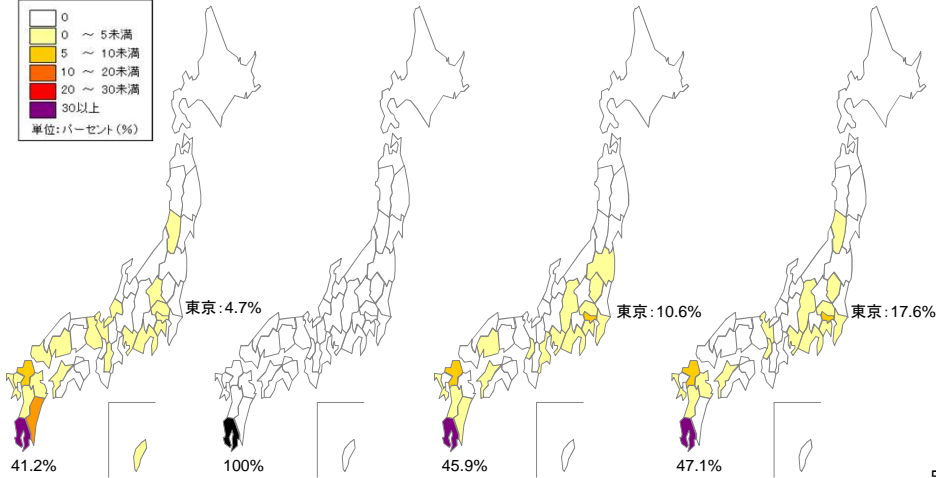 0
0 ～ 5未満
5 ～ 10未満
10 ～ 20未満
20 ～ 30未満
30以上
単位:パーセント(%)
東京:4.7%
東京:10.6%
東京:17.6%
41.2%
100%
45.9%
47.1%